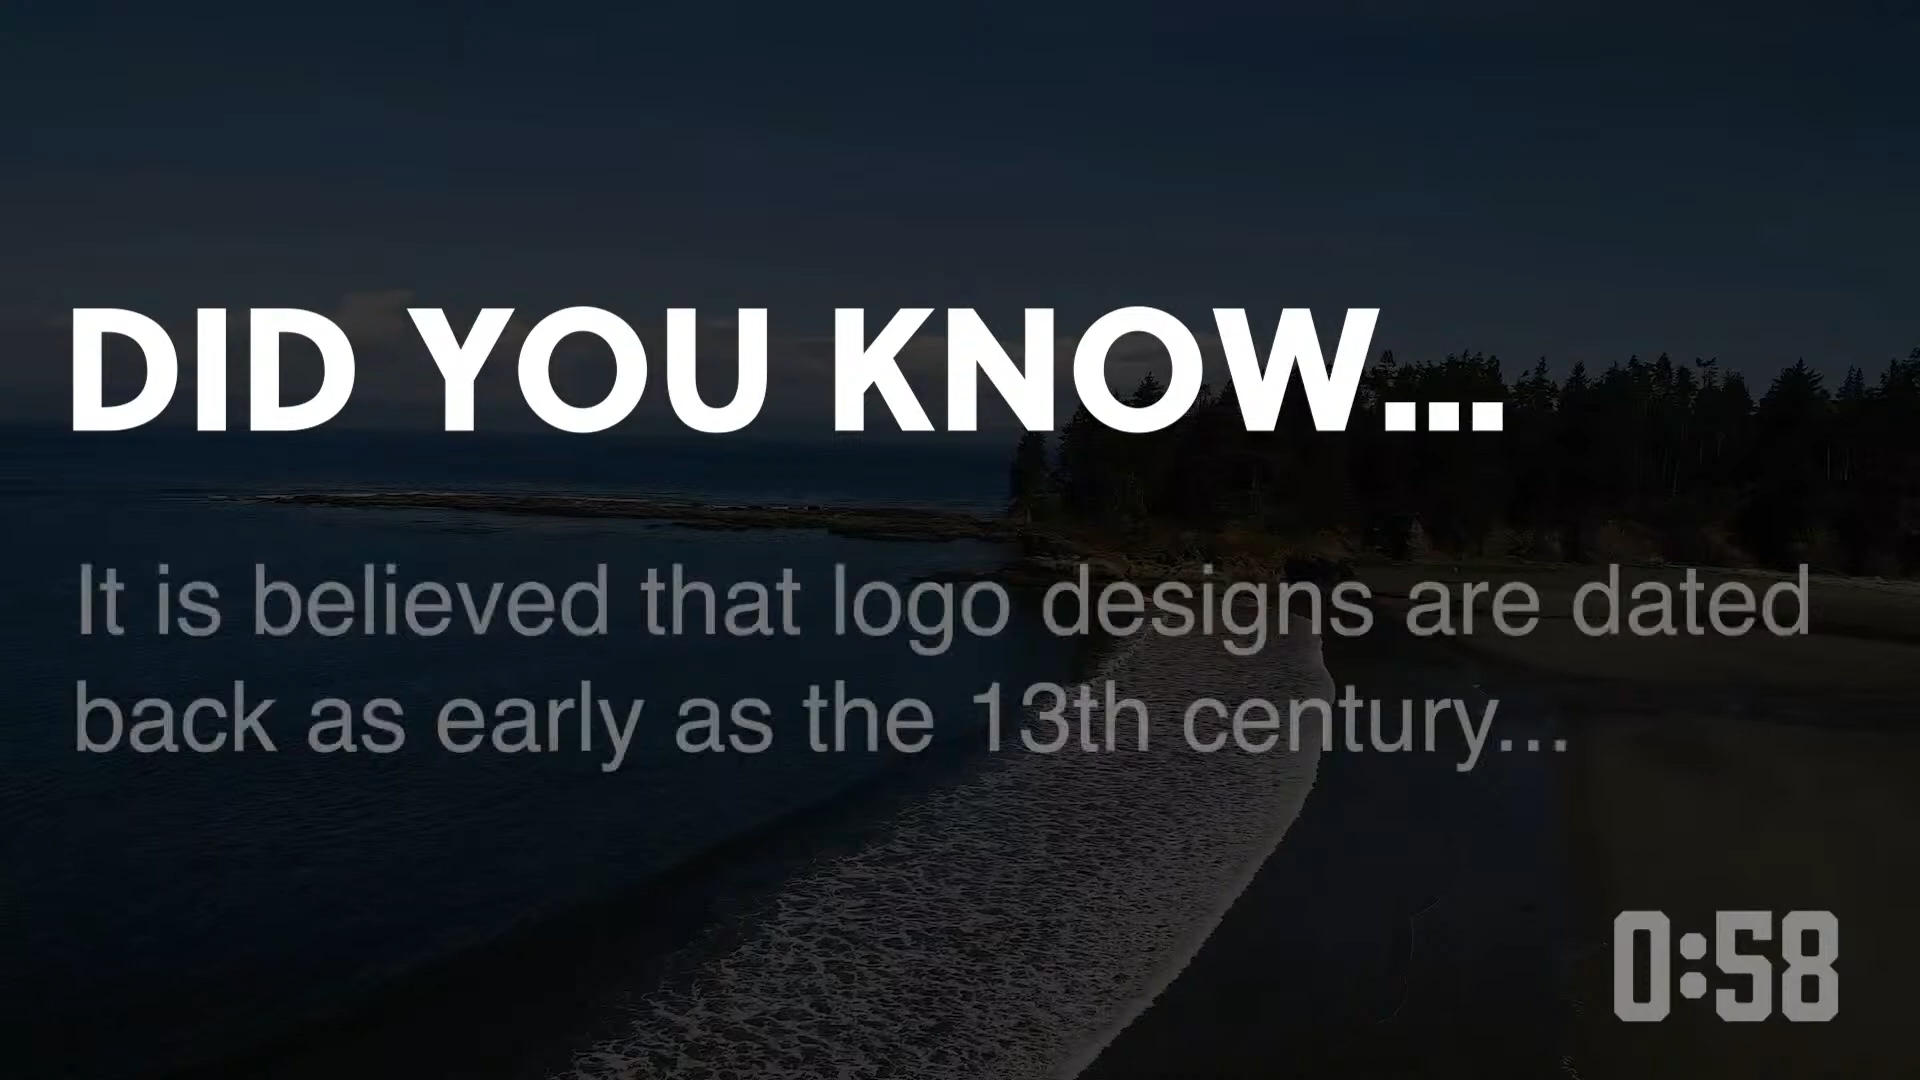 DID YOU KNOW...
It is believed that logo designs are dated
back as early as the 13th century...
0:58